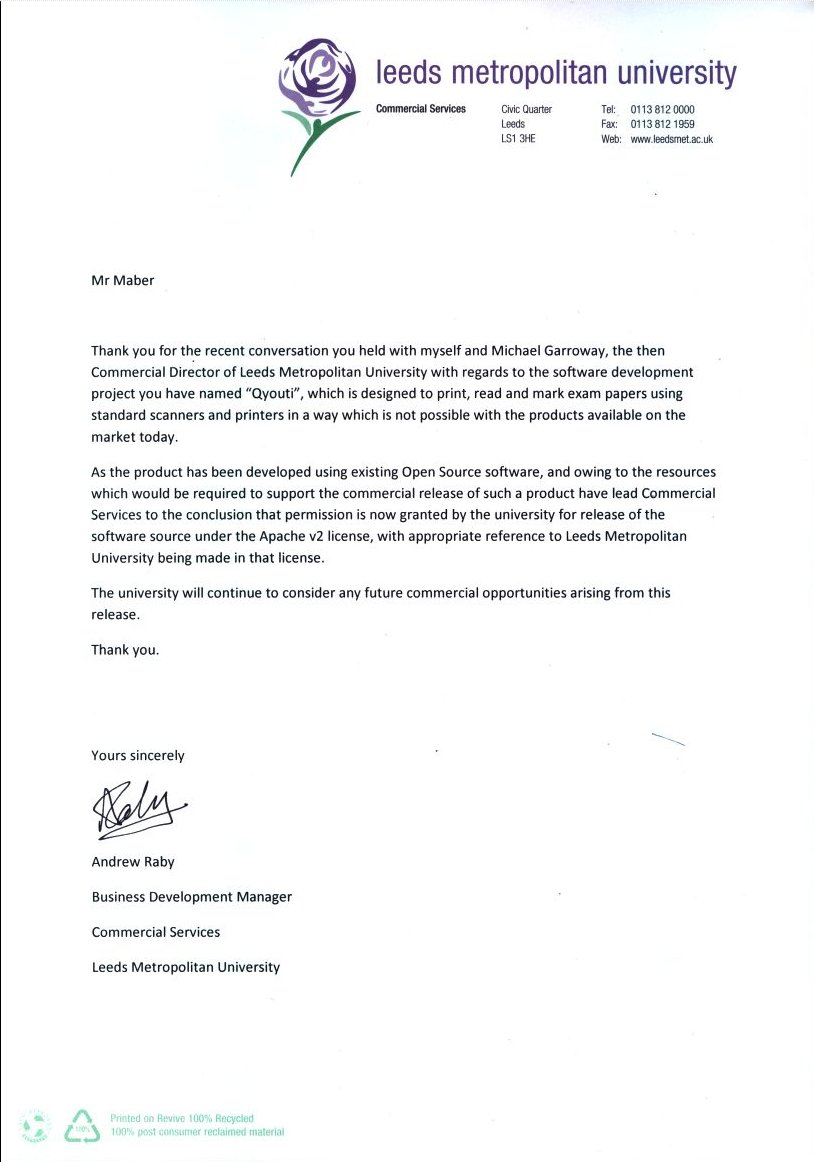 leeds metropolitan university
Commercial Services
Civic Quarter
Leeds
LS1 3HE
Tel: 0113 812 0000
Fax: 0113 812 1959
Web: www.leedsmet.ac.uk
Mr Maber
Thank you for the recent conversation you held with myself and Michael Garroway, the then
Commercial Director of Leeds Metropolitan University with regards to the software development
project you have named “Qyouti”, which is designed to print, read and mark exam papers using
standard scanners and printers in a way which is not possible with the products available on the
market today.
As the product has been developed using existing Open Source software, and owing to the resources
which would be required to support the commercial release of such a product have lead Commercial
Services to the conclusion that permission is now granted by the university for release of the
software source under the Apache v2 license, with appropriate reference to Leeds Metropolitan
University being made in that license.
The university will continue to consider any future commercial opportunities arising from this
release.
Thank you.
Yours sincerely
Raby
Andrew Raby
Business Development Manager
Commercial Services
Leeds Metropolitan University
100%
Printed on Revive 100% Recycled
100% post consumer reclaimed material